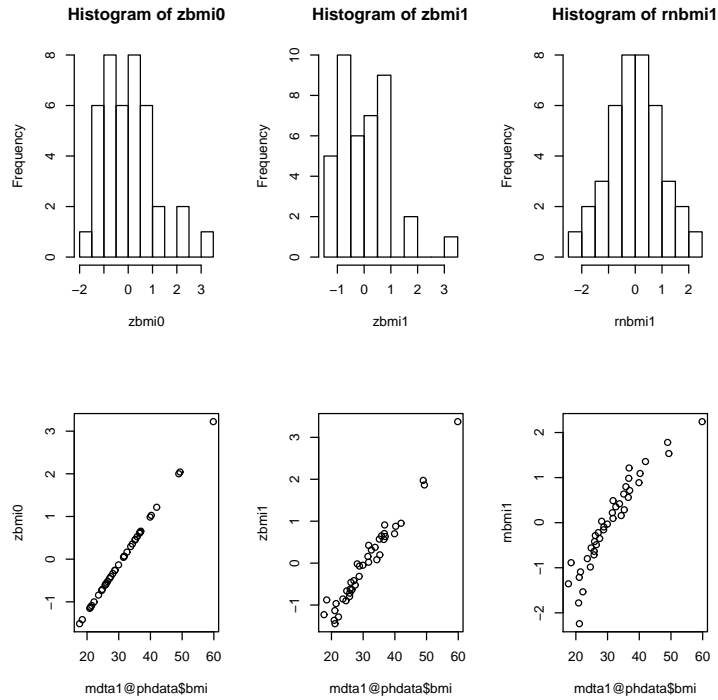 Histogram of zbmi0
Frequency
0 2 4 6 8
−2 0 1 2 3
zbmi0
Histogram of zbmi1
Frequency
0 2 4 6 8 10
−1 0 1 2 3
zbmi1
Histogram of rnbmi1
Frequency
0 2 4 6 8
−2 0 1 2
rnbmi1
zbmi0
−1 0 1 2 3
20 30 40 50 60
mdta1@phdata$bmi
zbmi1
−1 0 1 2 3
20 30 40 50 60
mdta1@phdata$bmi
rnbmi1
−2 −1 0 1 2
20 30 40 50 60
mdta1@phdata$bmi